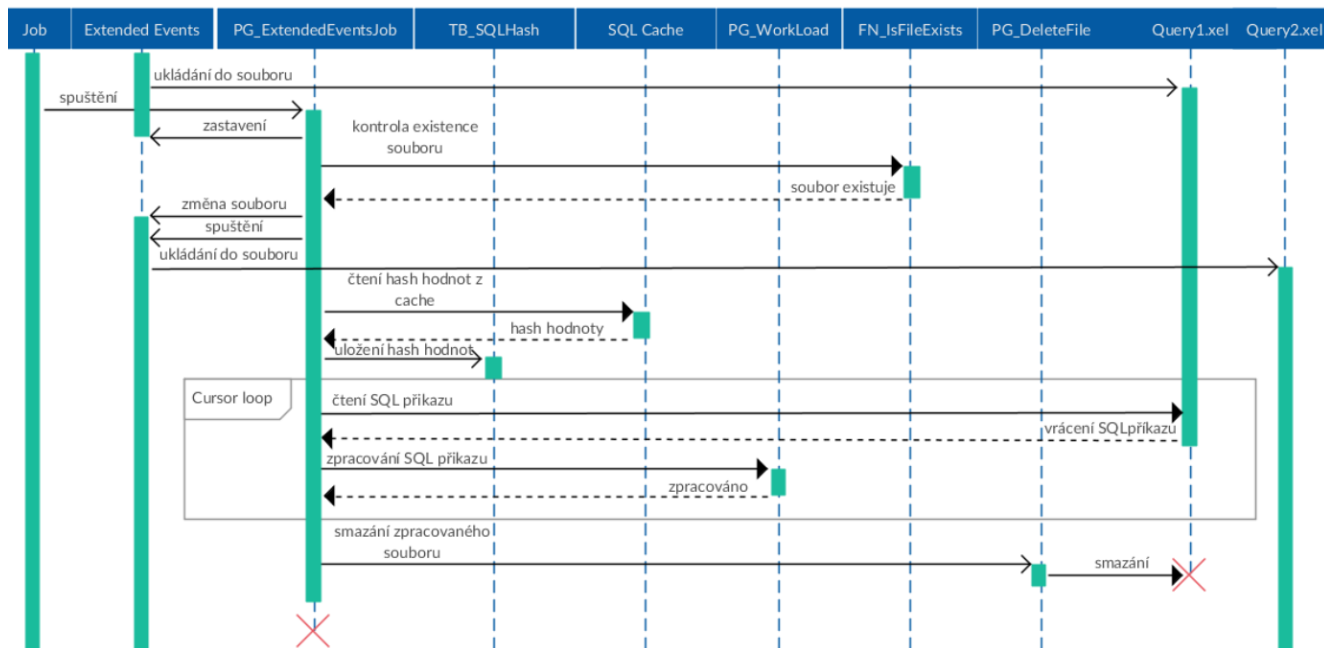 Job Extended Events PG_ExtendedEventsJob TB_SQLHash SQL Cache PG_WorkLoad FN_IsFileExists PG_DeleteFile Query1.xel Query2.xel
ukládání do souboru
spuštění
zastavení
kontrola existence
souboru
soubor existuje
změna souboru
spuštění
ukládání do souboru
čtení hash hodnot z
cache
hash hodnoty
uložení hash hodnot
Cursor loop
čtení SQL přikazu
vrácení SQLpříkazu
zpracování SQL přikazu
zpracováno
smazání zpracovaného
souboru
smazání